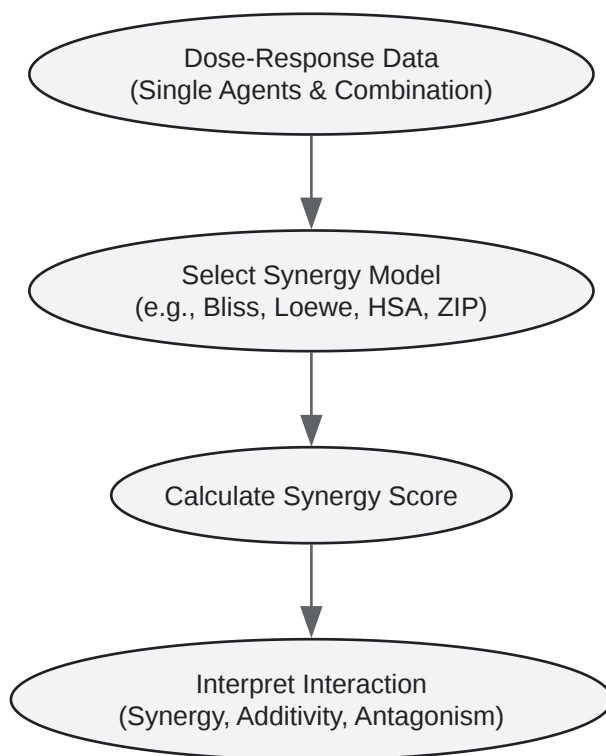 Dose-Response Data
(Single Agents & Combination)
Select Synergy Model
(e.g., Bliss, Loewe, HSA, ZIP)
Calculate Synergy Score
Interpret Interaction
(Synergy, Additivity, Antagonism)